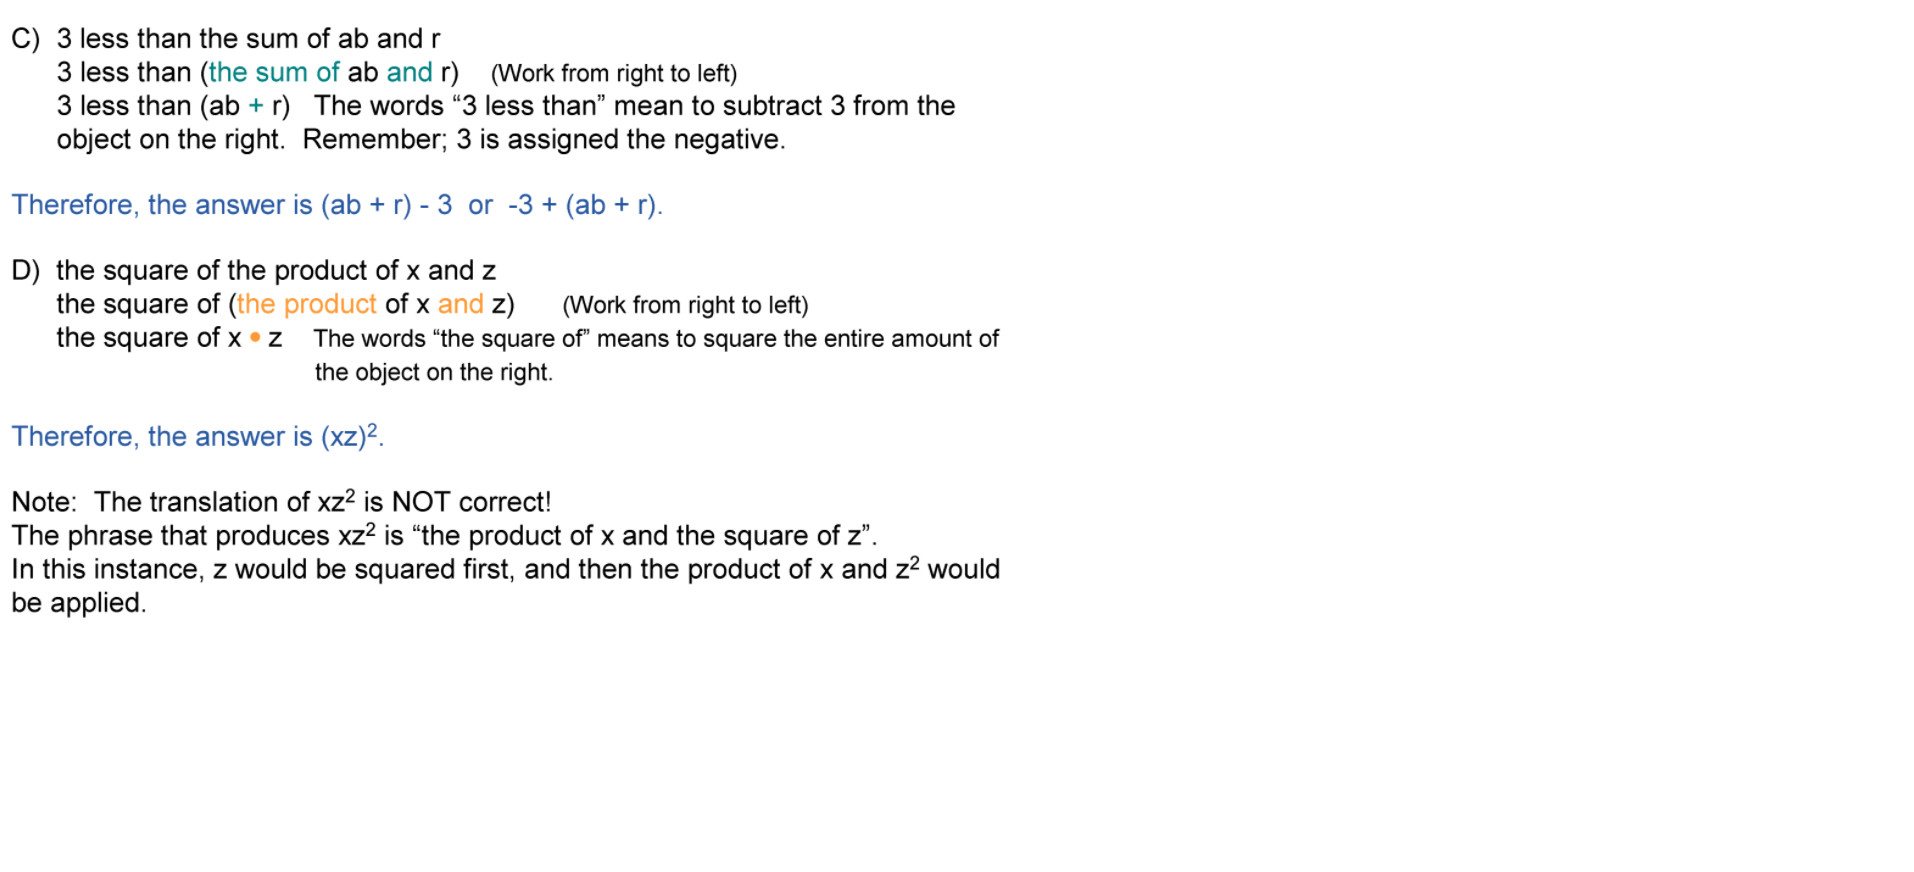 C) 3 less than the sum of ab and r
3 less than (the sum of ab and r) (Work from right to left)
3 less than (ab + r) The words “3 less than” mean to subtract 3 from the
object on the right. Remember; 3 is assigned the negative.
Therefore, the answer is (ab + r) - 3 or -3 + (ab + r).
D) the square of the product of x and z
the square of (the product of x and z) (Work from right to left)
the square of x • z The words “the square of” means to square the entire amount of
the object on the right.
Therefore, the answer is (xz)².
Note: The translation of xz² is NOT correct!
The phrase that produces xz² is “the product of x and the square of z”.
In this instance, z would be squared first, and then the product of x and z² would
be applied.